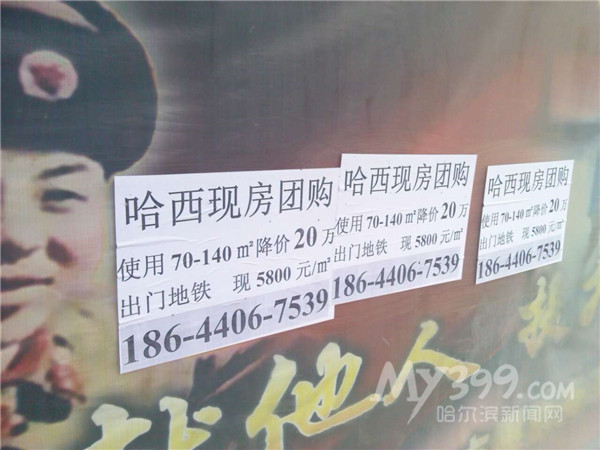 哈西现房团购
使用 70-140 ㎡降价 20 万
出门地铁 现 5800 元/㎡
186-4406-7539
哈西现房团购
使用 70-140 ㎡降价 20 万
出门地铁 现 5800 元/㎡
186-4406-7539
哈西现房团购
使用 70-140 ㎡降价 20 万
出门地铁 现 5800 元/㎡
186-4406-7539
他人
MY399.COM
哈尔滨新闻网